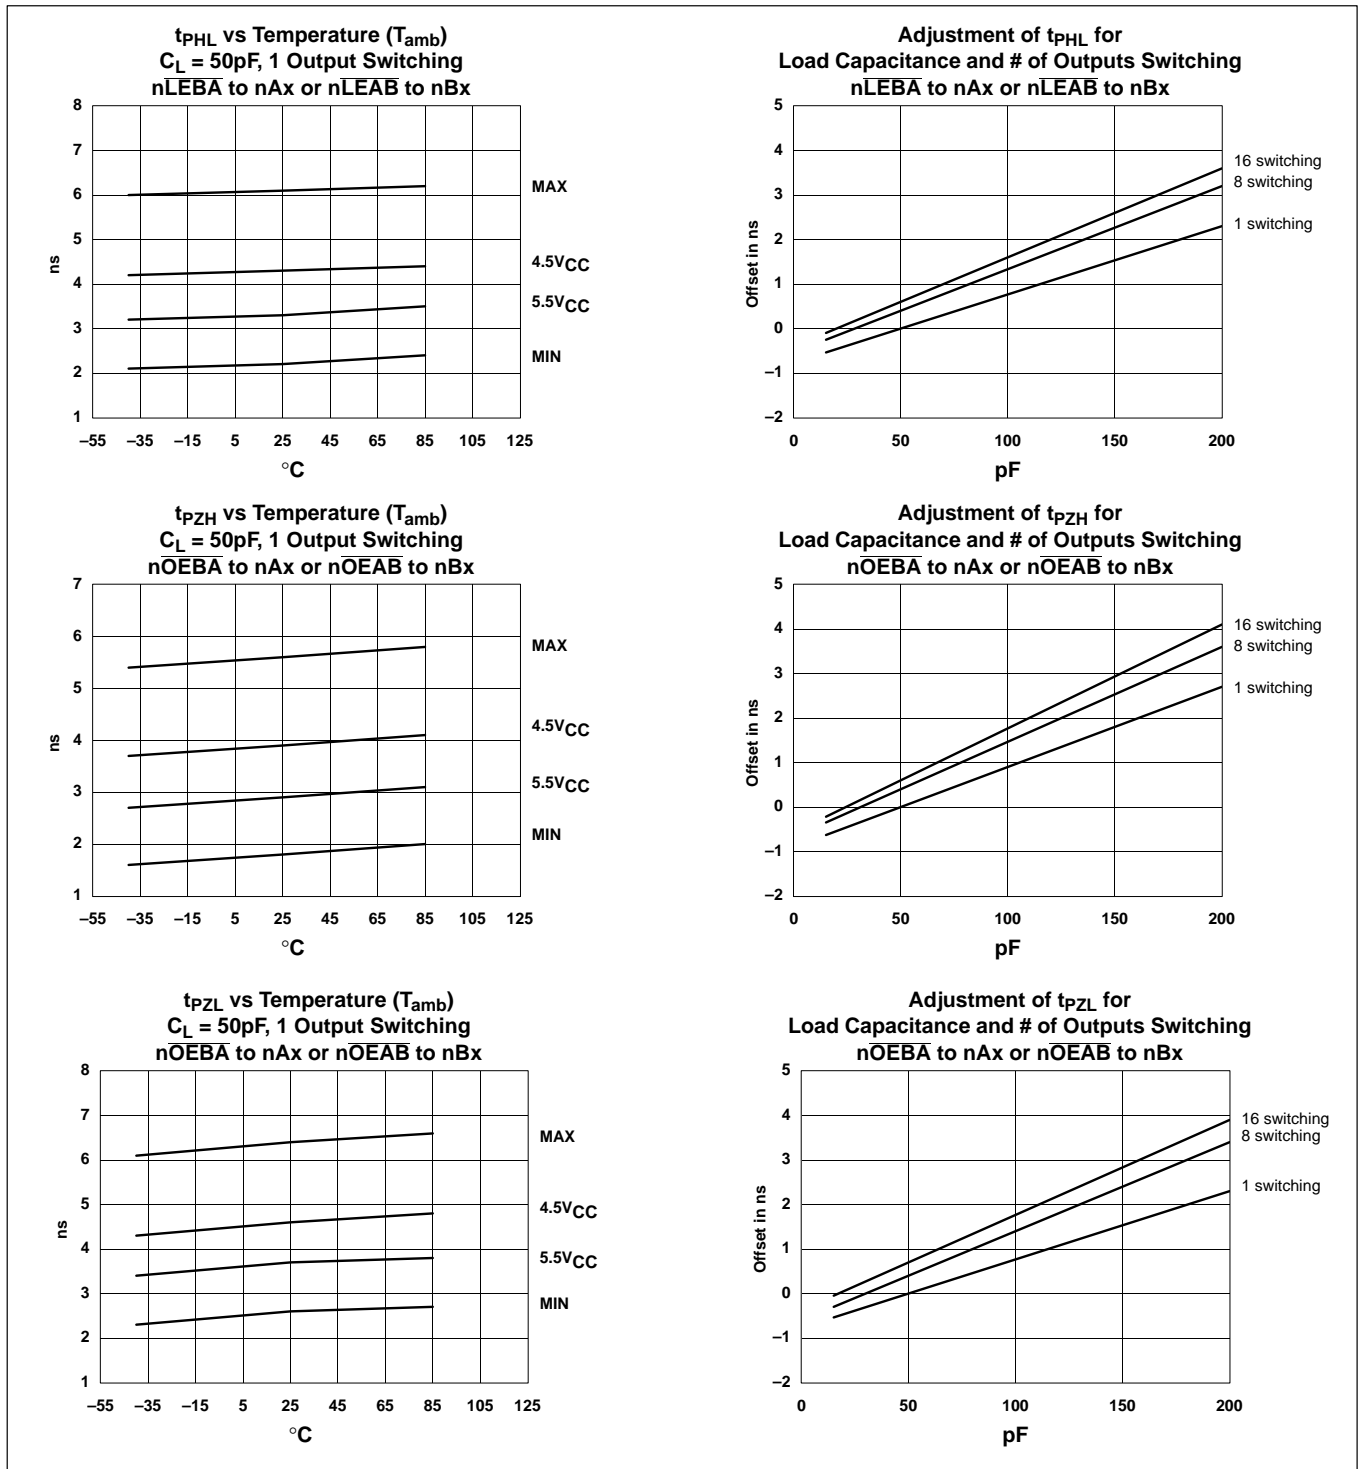 tPHL vs Temperature (Tamb)
CL = 50pF, 1 Output Switching
nLEBA to nAx or nLEAB to nBx
8
7
6
5
4
3
2
1
ns
MAX
4.5VCC
5.5VCC
MIN
–55 –35 –15 5 25 45 65 85 105 125
°C
Adjustment of tPHL for
Load Capacitance and # of Outputs Switching
nLEBA to nAx or nLEAB to nBx
5
4
3
2
1
0
–1
–2
Offset in ns
16 switching
8 switching
1 switching
0 50 100 150 200
pF
tPZH vs Temperature (Tamb)
CL = 50pF, 1 Output Switching
nOEBA to nAx or nOEAB to nBx
7
6
5
4
3
2
1
ns
MAX
4.5VCC
5.5VCC
MIN
–55 –35 –15 5 25 45 65 85 105 125
°C
Adjustment of tPZH for
Load Capacitance and # of Outputs Switching
nOEBA to nAx or nOEAB to nBx
5
4
3
2
1
0
–1
–2
Offset in ns
16 switching
8 switching
1 switching
0 50 100 150 200
pF
tPZL vs Temperature (Tamb)
CL = 50pF, 1 Output Switching
nOEBA to nAx or nOEAB to nBx
8
7
6
5
4
3
2
1
ns
MAX
4.5VCC
5.5VCC
MIN
–55 –35 –15 5 25 45 65 85 105 125
°C
Adjustment of tPZL for
Load Capacitance and # of Outputs Switching
nOEBA to nAx or nOEAB to nBx
5
4
3
2
1
0
–1
–2
Offset in ns
16 switching
8 switching
1 switching
0 50 100 150 200
pF